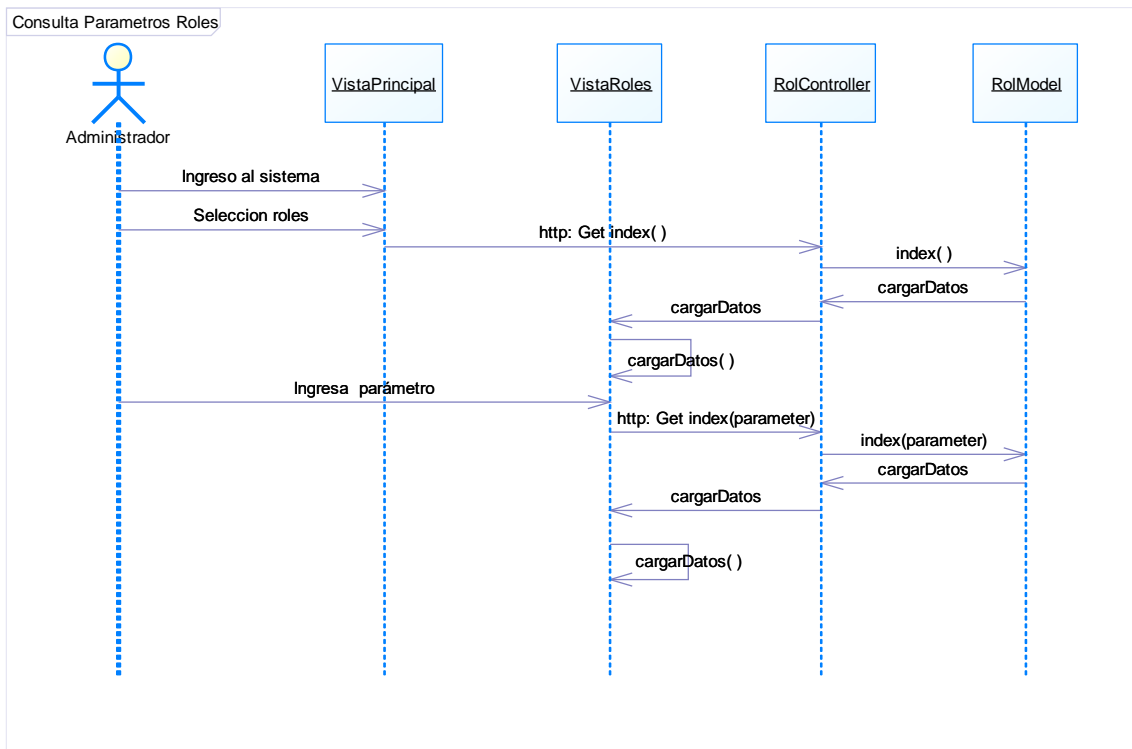 Consulta Parametros Roles
VistaPrincipal
VistaRoles
RolController
RolModel
Administrador
Ingreso al sistema
Seleccion roles
http: Get index( )
index( )
cargarDatos
cargarDatos
cargarDatos( )
Ingresa parámetro
http: Get index(parameter)
index(parameter)
cargarDatos
cargarDatos
cargarDatos( )